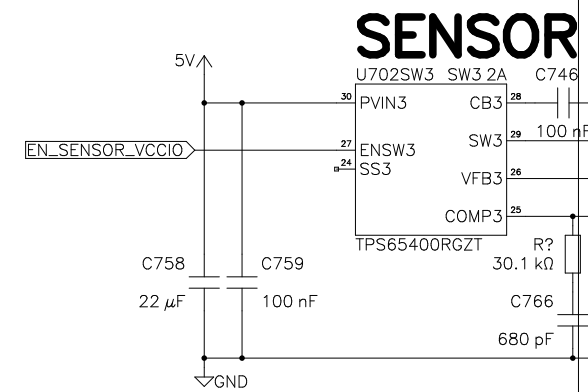 SENSOR
5V
U702SW3 SW3 2A
C746
30 PVIN3
CB3 28
100 nF
EN_SENSOR_VCCIO
27 ENSW3
SW3 29
24 SS3
VFB3 26
COMP3 25
TPS65400RGZT
R?
30.1 kΩ
C758
22 μF
C759
100 nF
C766
680 pF
GND